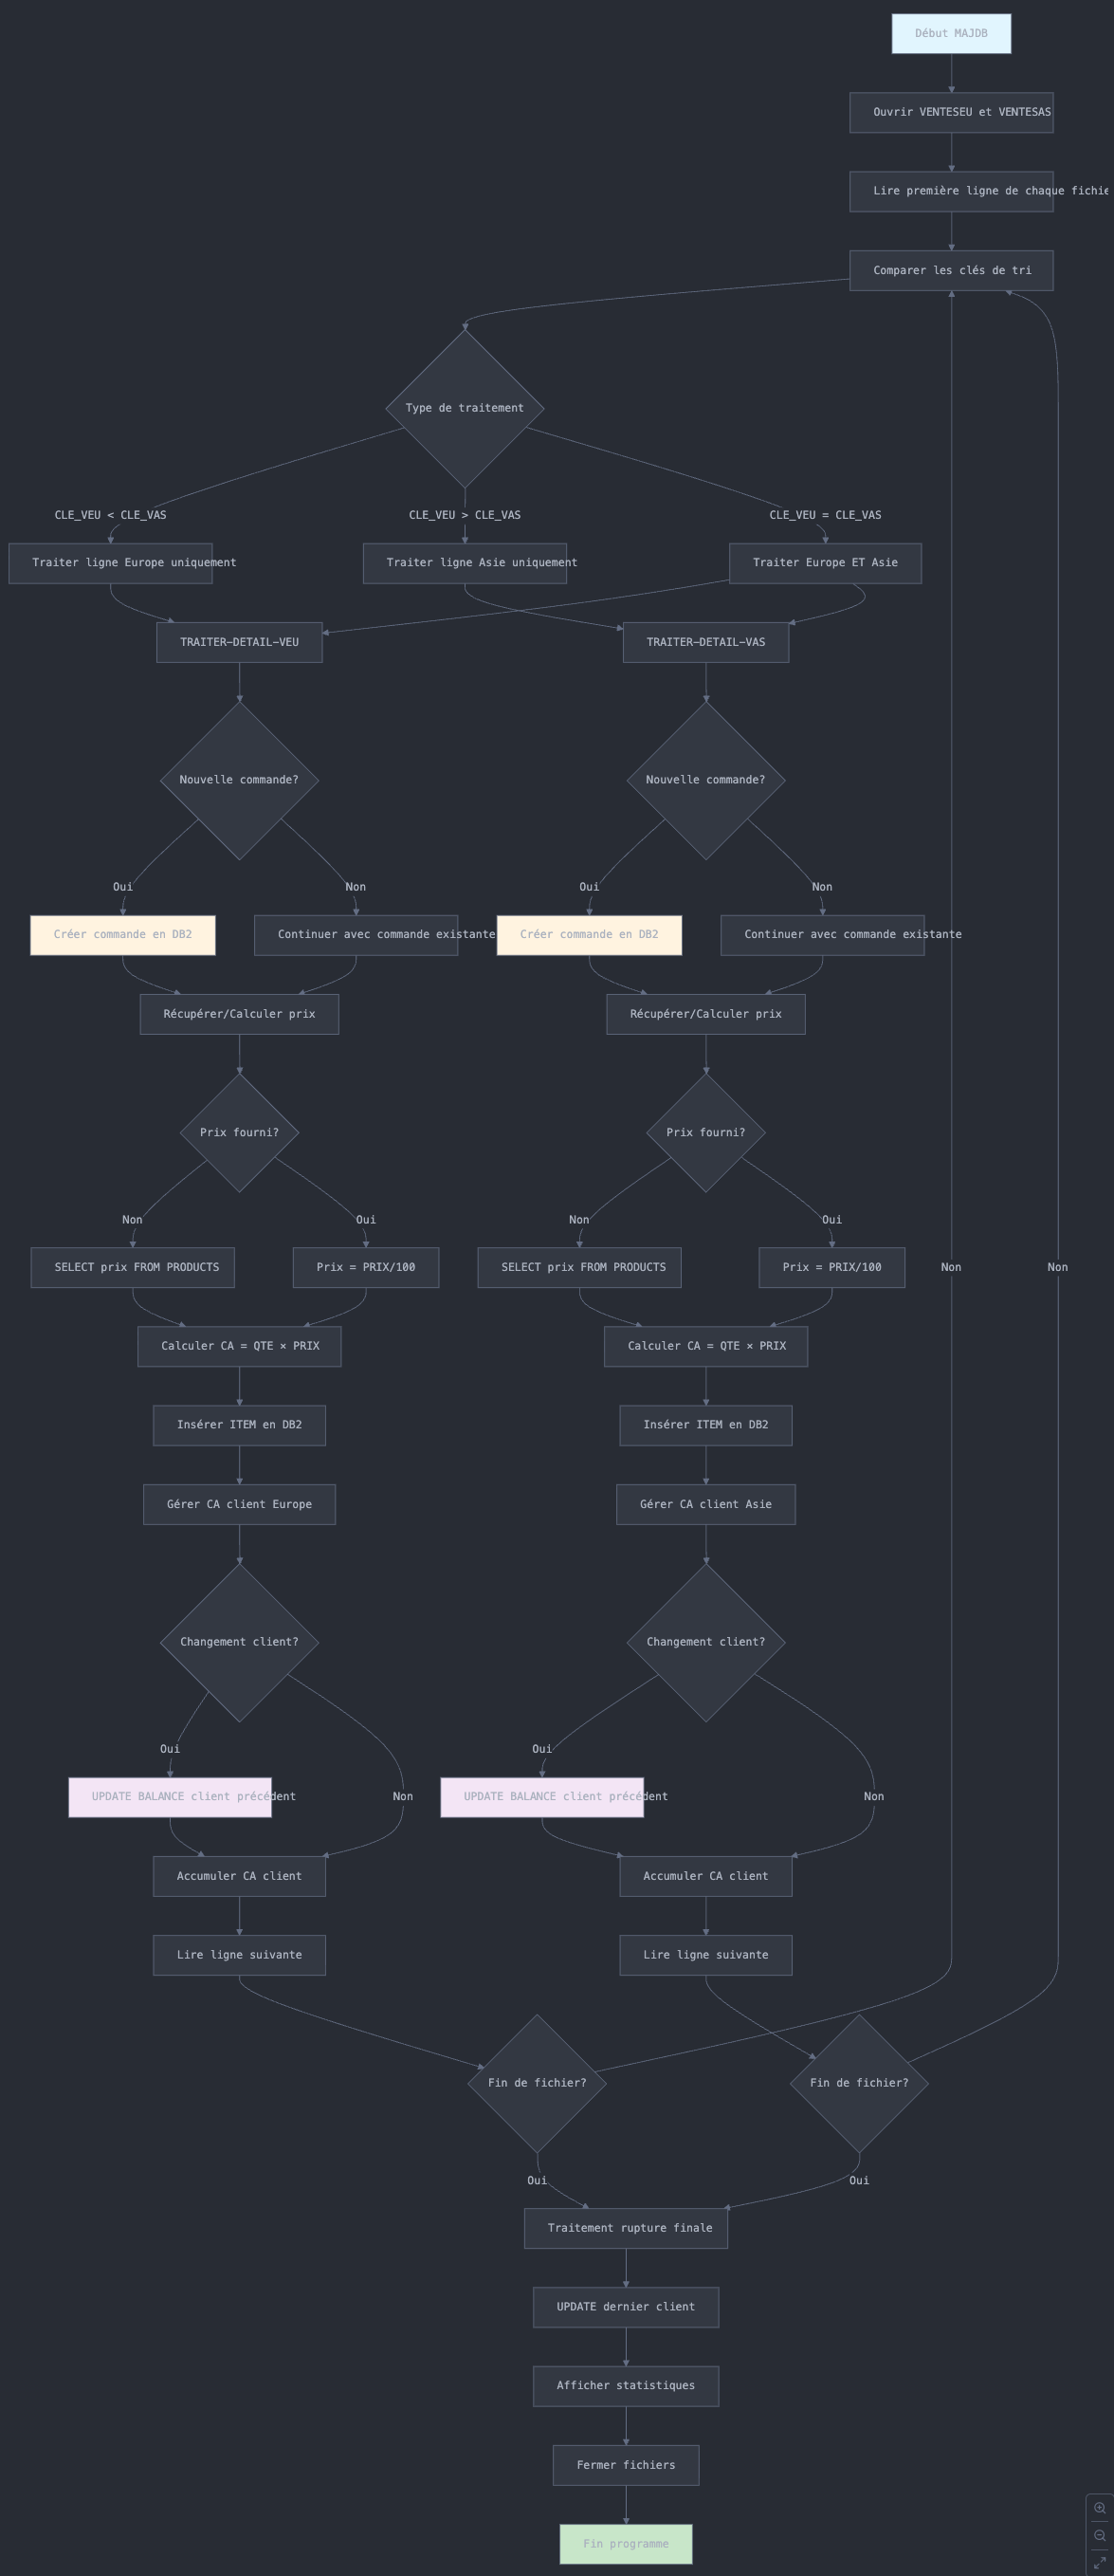 Début MAJDB
Ouvrir VENTESEU et VENTESAS
Lire première ligne de chaque fichie
Comparer les clés de tri
Type de traitement
CLE_VEU < CLE_VAS
CLE_VEU > CLE_VAS
CLE_VEU = CLE_VAS
Traiter ligne Europe uniquement
Traiter ligne Asie uniquement
Traiter Europe ET Asie
TRAITER-DETAIL-VEU
TRAITER-DETAIL-VAS
Nouvelle commande?
Nouvelle commande?
Oui
Non
Oui
Non
Créer commande en DB2
Continuer avec commande existante
Créer commande en DB2
Continuer avec commande existante
Récupérer/Calculer prix
Récupérer/Calculer prix
Prix fourni?
Prix fourni?
Non
Oui
Non
Oui
SELECT prix FROM PRODUCTS
Prix = PRIX/100
SELECT prix FROM PRODUCTS
Prix = PRIX/100
Non
Non
Calculer CA = QTE × PRIX
Calculer CA = QTE × PRIX
Insérer ITEM en DB2
Insérer ITEM en DB2
Gérer CA client Europe
Gérer CA client Asie
Changement client?
Changement client?
Oui
Oui
UPDATE BALANCE client précédent
Non
UPDATE BALANCE client précédent
Non
Accumuler CA client
Accumuler CA client
Lire ligne suivante
Lire ligne suivante
Fin de fichier?
Fin de fichier?
Oui
Oui
Traitement rupture finale
UPDATE dernier client
Afficher statistiques
Fermer fichiers
Fin programme